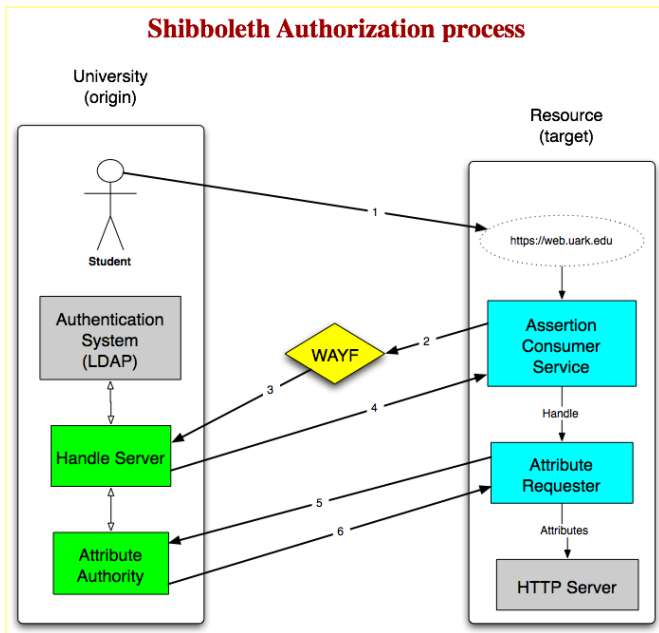 Shibboleth Authorization process
University
(origin)
Resource
(target)
1
https://web.uark.edu
Student
Authentication
System
(LDAP)
WAYF
2
Assertion
Consumer
Service
3
4
Handle
Handle Server
Attribute
Requester
5
6
Attributes
Attribute
Authority
HTTP Server